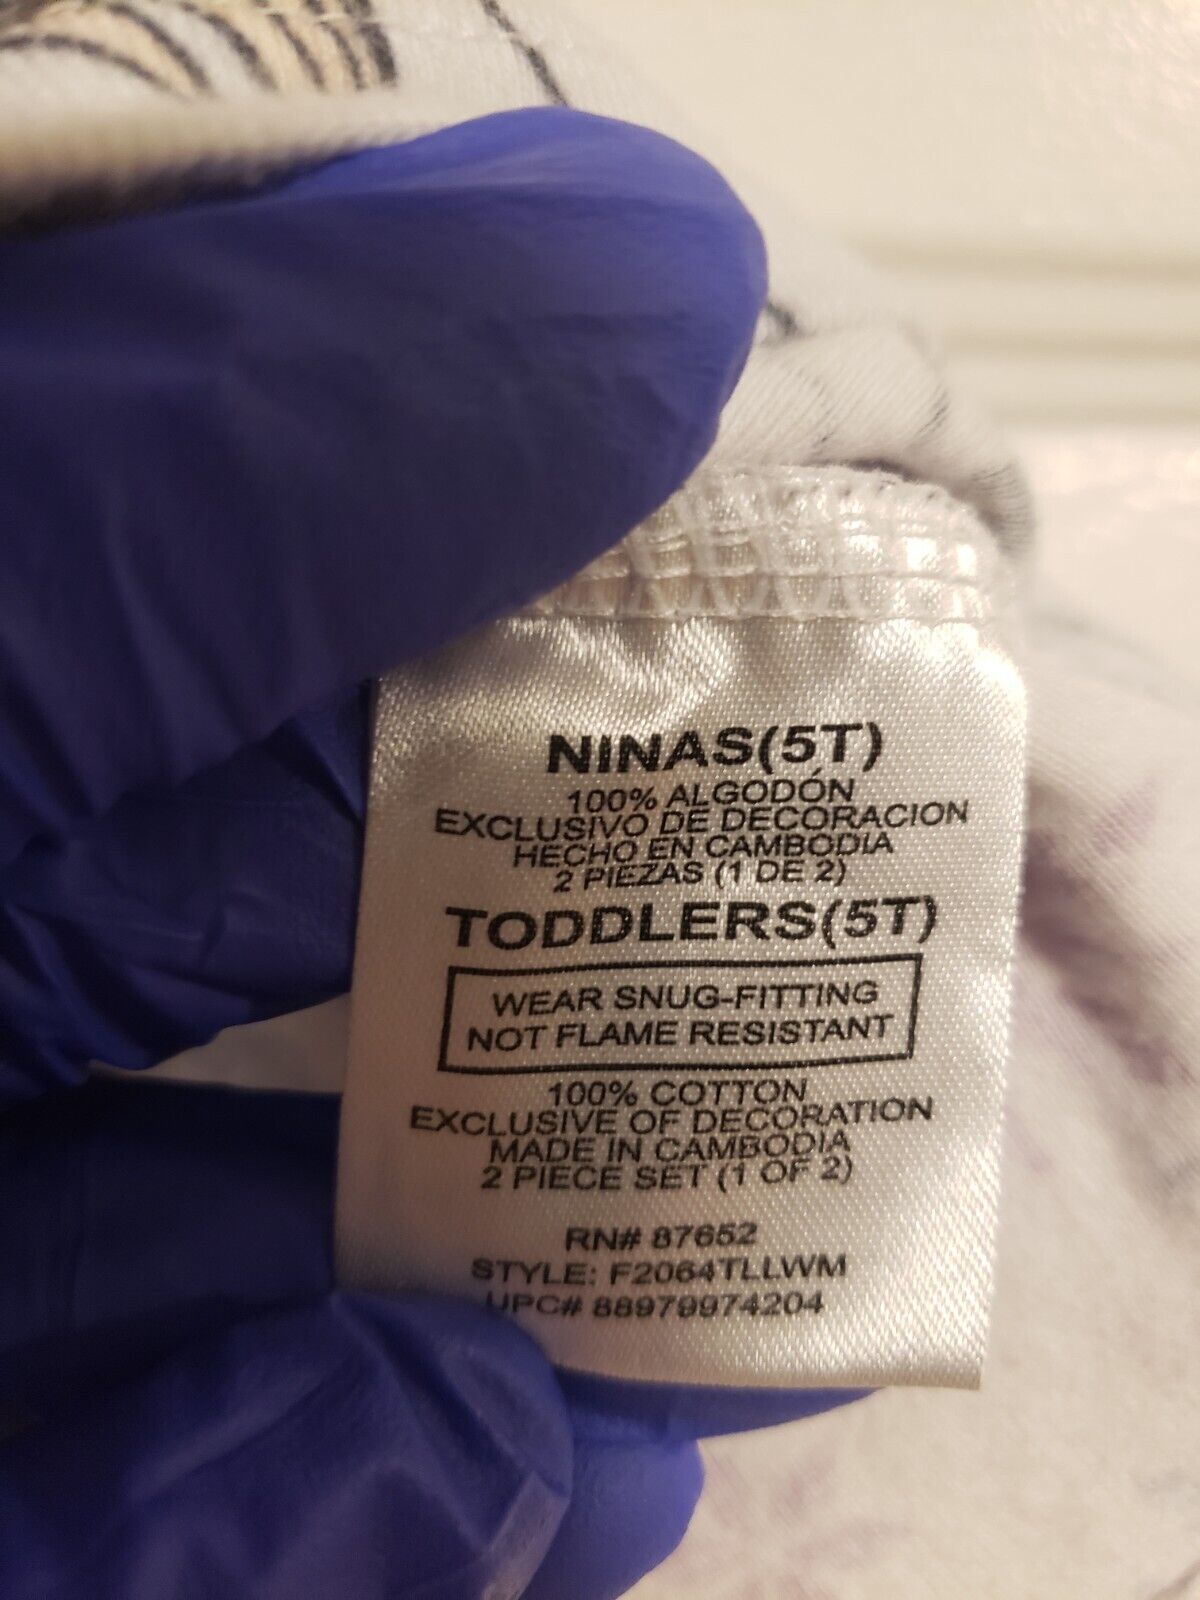 NINAS(5T)
100% ALGODÓN
EXCLUSIVO DE DECORACION
HECHO EN CAMBODIA
2 PIEZAS (1 DE 2)
TODDLERS(5T)
WEAR SNUG-FITTING
NOT FLAME RESISTANT
100% COTTON
EXCLUSIVE OF DECORATION
MADE IN CAMBODIA
2 PIECE SET (1 OF 2)
RN# 87652
STYLE: F2064TLLWM
UPC# 88979974204